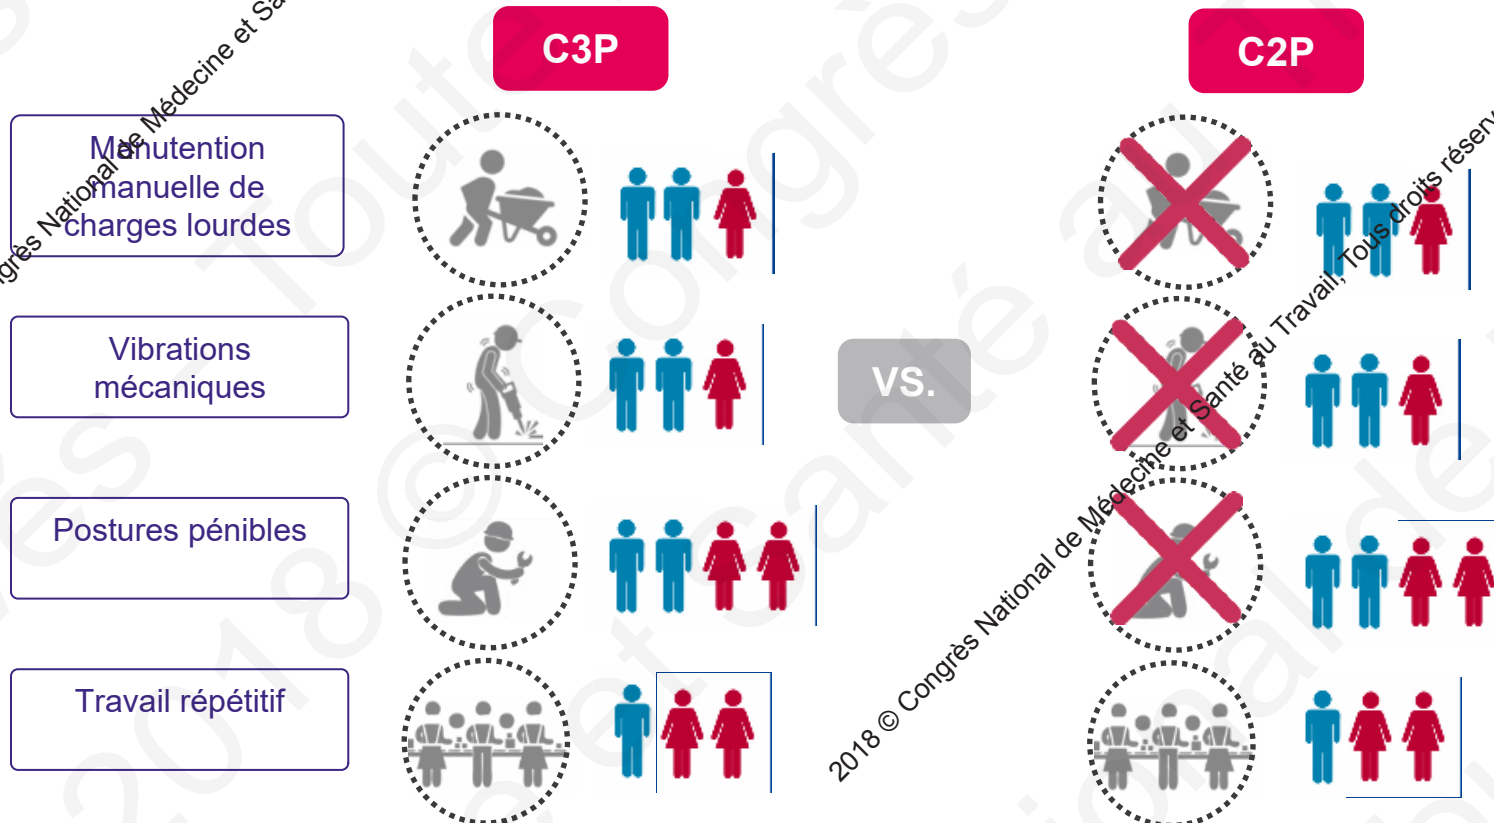 C3P
C2P
Manutention
manuelle de
charges lourdes
Vibrations
mécaniques
VS.
Postures pénibles
Travail répétitif
2018 © Congrès National de Médecine et Santé au Travail, Tous droits réserv
grès National de Médecine et Sa